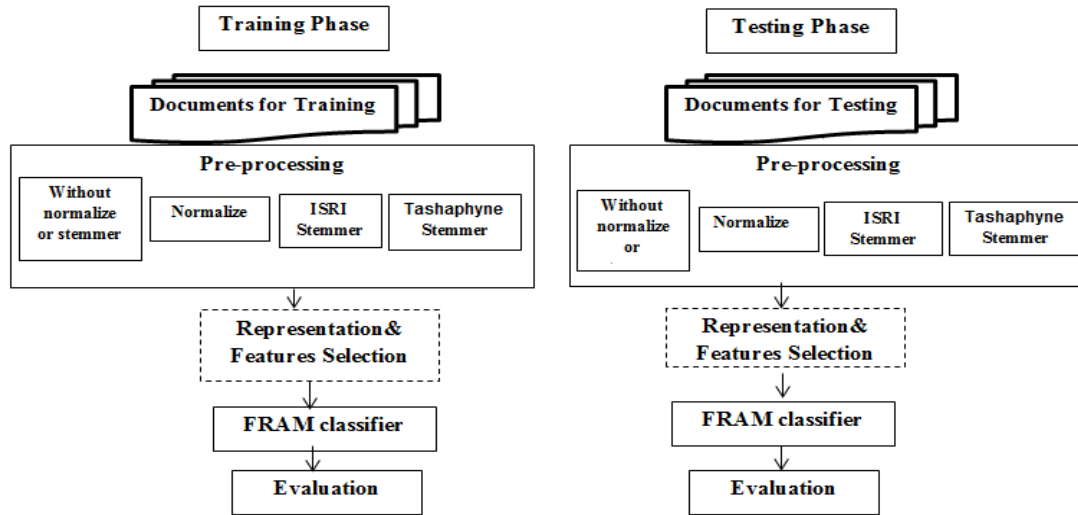 Training Phase
Documents for Training
Pre-processing
Without
normalize
or stemmer
Normalize
ISRI
Stemmer
Tashaphyne
Stemmer
Representation&
Features Selection
FRAM classifier
Evaluation
Testing Phase
Documents for Testing
Pre-processing
Without
normalize
or
Normalize
ISRI
Stemmer
Tashaphyne
Stemmer
Representation&
Features Selection
FRAM classifier
Evaluation